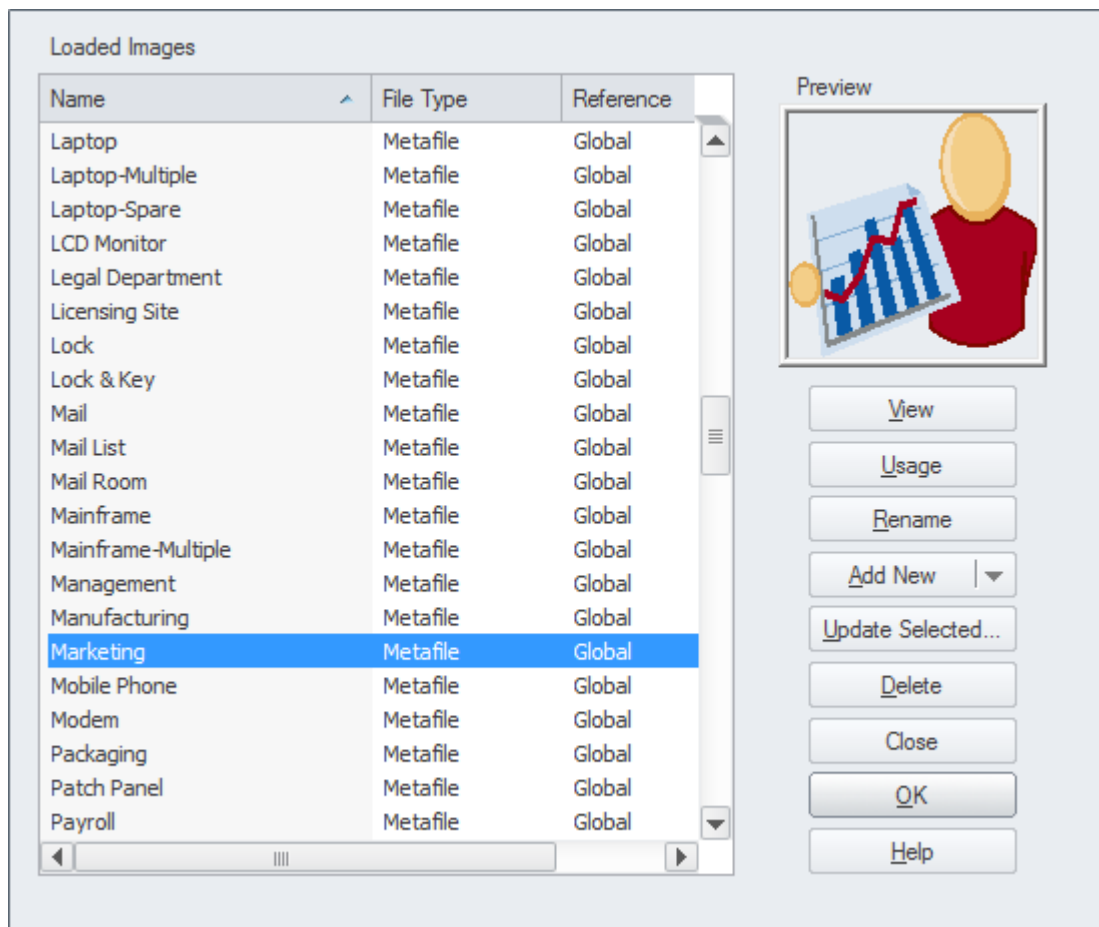 Loaded Images
Name File Type Reference
Laptop Metafile Global
Laptop-Multiple Metafile Global
Laptop-Spare Metafile Global
LCD Monitor Metafile Global
Legal Department Metafile Global
Licensing Site Metafile Global
Lock Metafile Global
Lock & Key Metafile Global
Mail Metafile Global
Mail List Metafile Global
Mail Room Metafile Global
Mainframe Metafile Global
Mainframe-Multiple Metafile Global
Management Metafile Global
Manufacturing Metafile Global
Marketing Metafile Global
Mobile Phone Metafile Global
Modem Metafile Global
Packaging Metafile Global
Patch Panel Metafile Global
Payroll Metafile Global
Preview
View
Usage
Rename
Add New
Update Selected...
Delete
Close
OK
Help